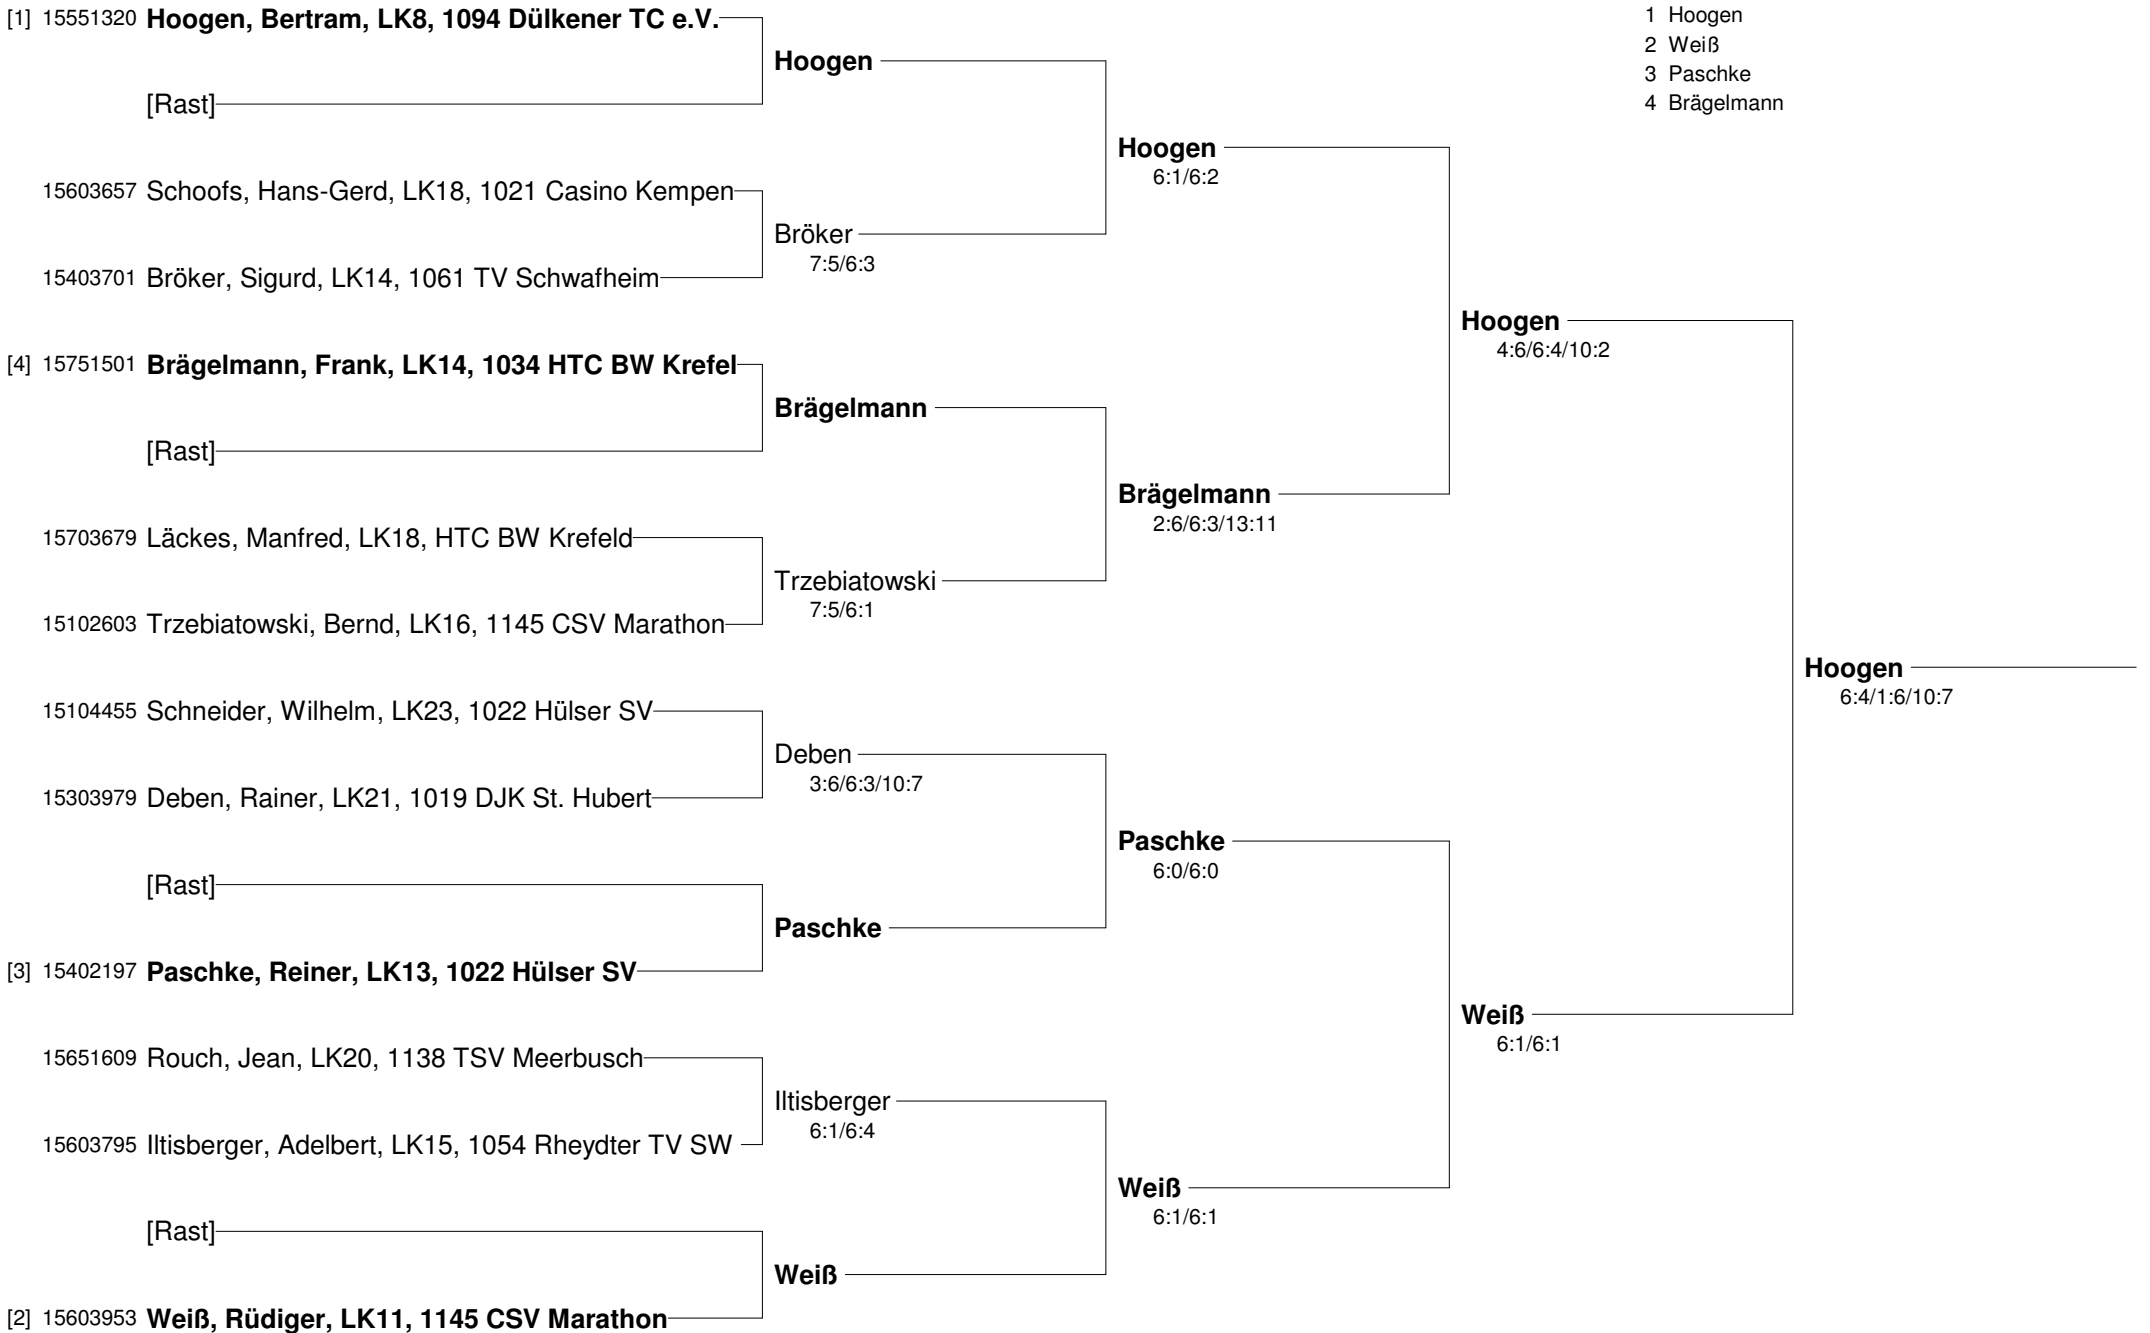 [1] 15551320 Hoogen, Bertram, LK8, 1094 Dülkener TC e.V.
[Rast]
15603657 Schoofs, Hans-Gerd, LK18, 1021 Casino Kempen
15403701 Bröker, Sigurd, LK14, 1061 TV Schwafheim
[4] 15751501 Brägelmann, Frank, LK14, 1034 HTC BW Krefel
[Rast]
15703679 Läckes, Manfred, LK18, HTC BW Krefeld
15102603 Trzebiatowski, Bernd, LK16, 1145 CSV Marathon
15104455 Schneider, Wilhelm, LK23, 1022 Hülser SV
15303979 Deben, Rainer, LK21, 1019 DJK St. Hubert
[Rast]
[3] 15402197 Paschke, Reiner, LK13, 1022 Hülser SV
15651609 Rouch, Jean, LK20, 1138 TSV Meerbusch
15603795 Iltisberger, Adelbert, LK15, 1054 Rheydter TV SW
[Rast]
[2] 15603953 Weiß, Rüdiger, LK11, 1145 CSV Marathon
Hoogen
Bröker
7:5/6:3
Brägelmann
Trzebiatowski
7:5/6:1
Deben
3:6/6:3/10:7
Paschke
Iltisberger
6:1/6:4
Weiß
Hoogen
6:1/6:2
Brägelmann
2:6/6:3/13:11
Paschke
6:0/6:0
Weiß
6:1/6:1
Hoogen
4:6/6:4/10:2
Weiß
6:1/6:1
Hoogen
6:4/1:6/10:7
1 Hoogen
2 Weiß
3 Paschke
4 Brägelmann